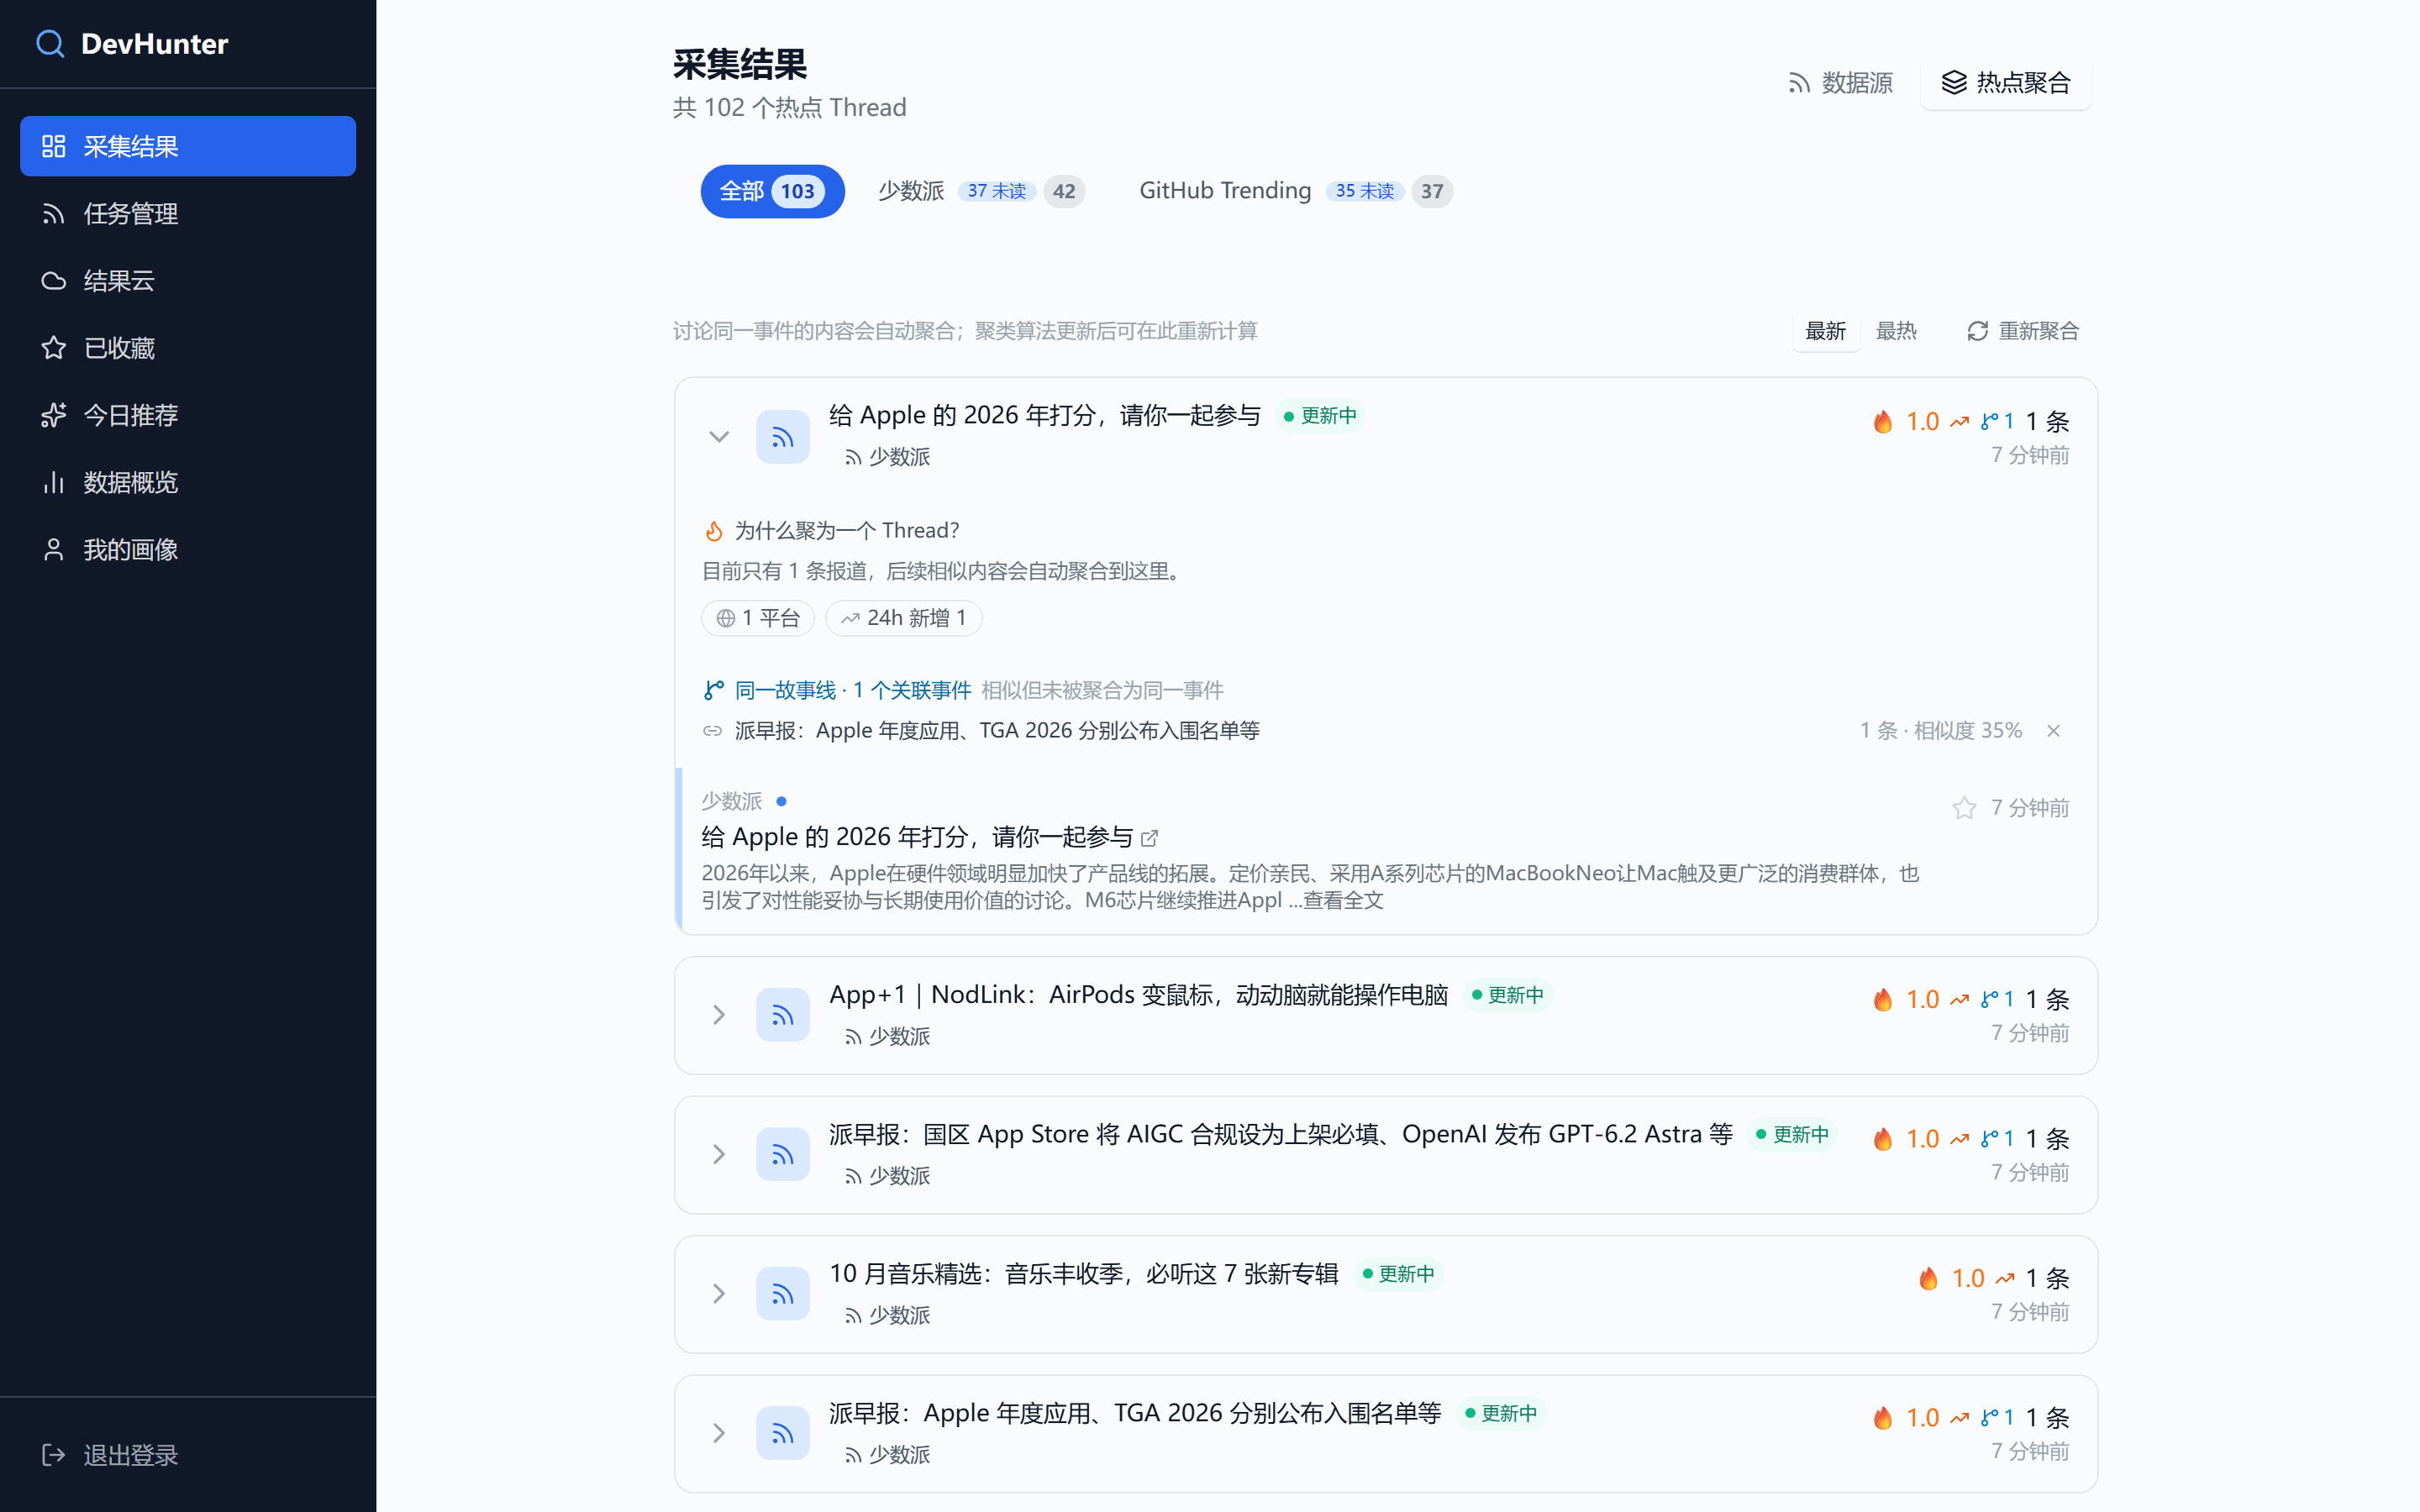 DevHunter
采集结果
任务管理
结果云
已收藏
今日推荐
数据概览
我的画像
退出登录
采集结果
共 102 个热点 Thread
数据源
热点聚合
全部 103
少数派 37 未读 42
GitHub Trending 35 未读 37
讨论同一事件的内容会自动聚合；聚类算法更新后可在此重新计算
最新 最热 重新聚合
给 Apple 的 2026 年打分，请你一起参与 更新中
少数派
1.0 1 1 条
7 分钟前
为什么聚为一个 Thread？
目前只有 1 条报道，后续相似内容会自动聚合到这里。
1 平台 24h 新增 1
同一故事线 · 1 个关联事件 相似但未被聚合为同一事件
派早报：Apple 年度应用、TGA 2026 分别公布入围名单等 1 条 · 相似度 35%
少数派
7 分钟前
给 Apple 的 2026 年打分，请你一起参与
2026年以来，Apple在硬件领域明显加快了产品线的拓展。定价亲民、采用A系列芯片的MacBookNeo让Mac触及更广泛的消费群体，也
引发了对性能妥协与长期使用价值的讨论。M6芯片继续推进Appl ...查看全文
App+1｜NodLink：AirPods 变鼠标，动动脑就能操作电脑 更新中
少数派
1.0 1 1 条
7 分钟前
派早报：国区 App Store 将 AIGC 合规设为上架必填、OpenAI 发布 GPT-6.2 Astra 等 更新中
少数派
1.0 1 1 条
7 分钟前
10 月音乐精选：音乐丰收季，必听这 7 张新专辑 更新中
少数派
1.0 1 条
7 分钟前
派早报：Apple 年度应用、TGA 2026 分别公布入围名单等 更新中
少数派
1.0 1 1 条
7 分钟前